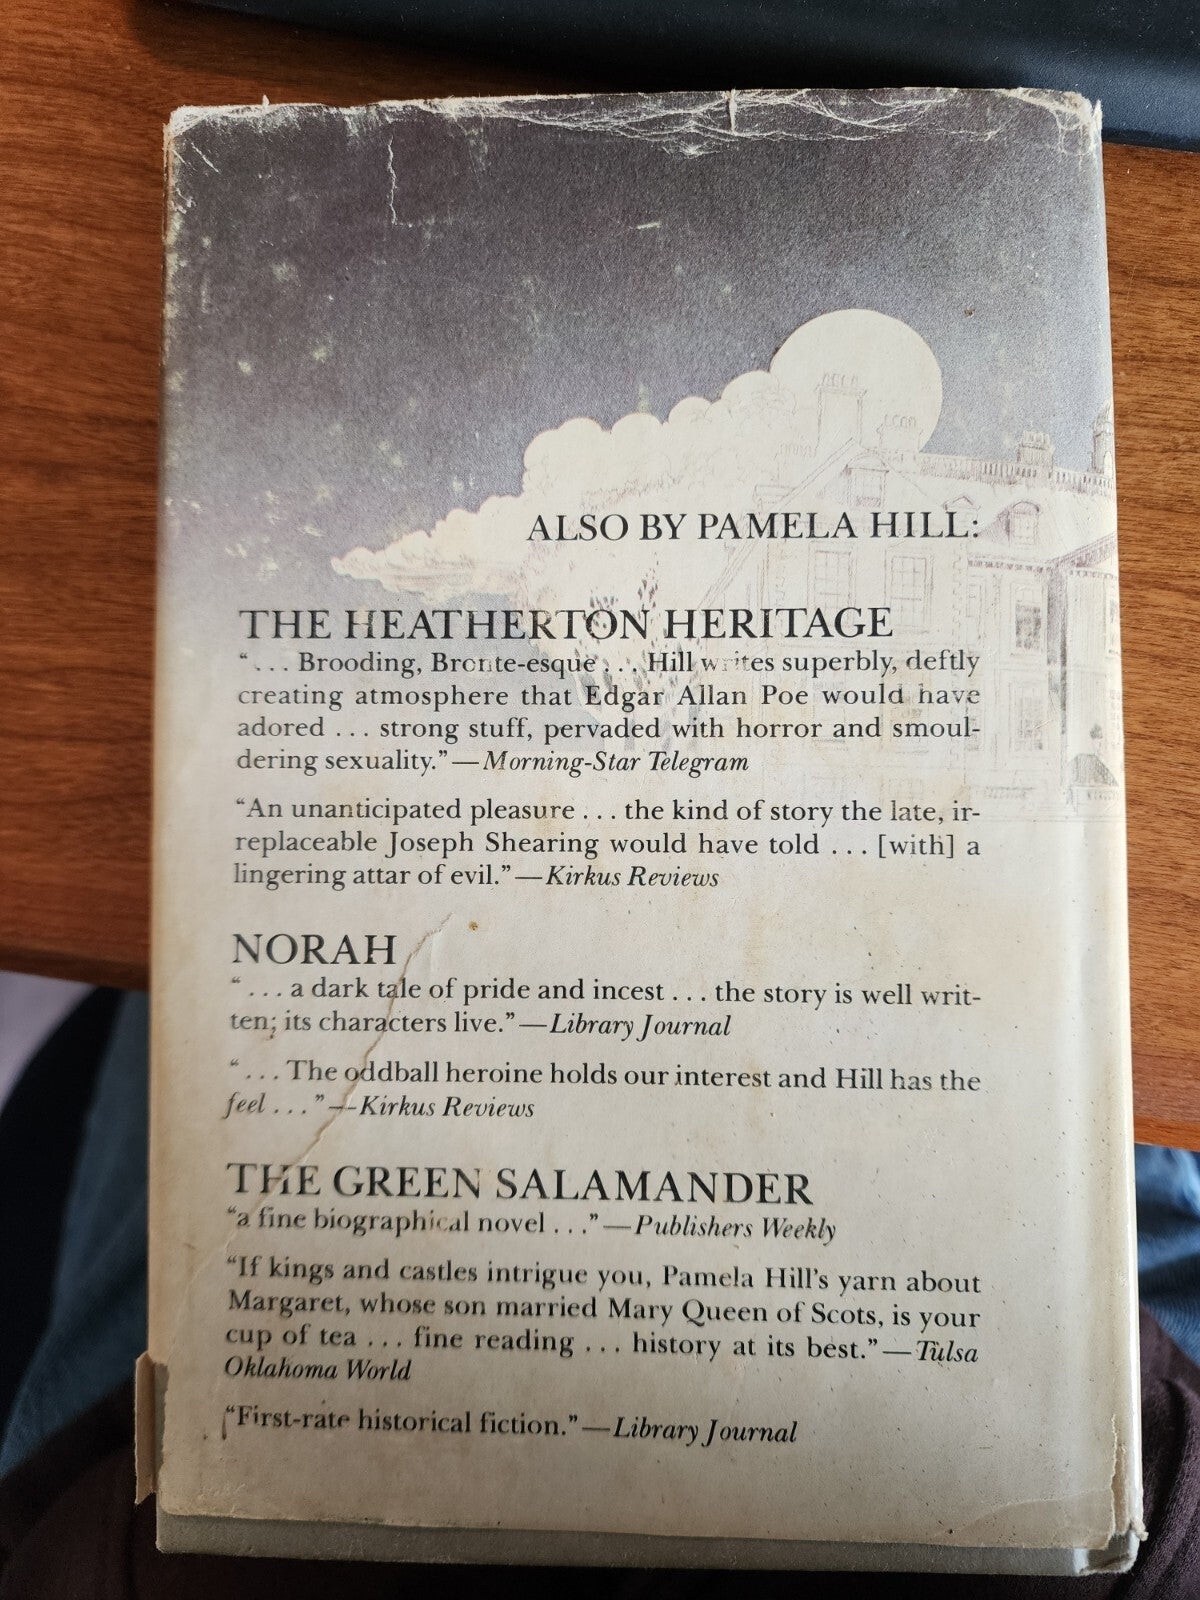 ALSO BY PAMELA HILL:
THE HEATHERTON HERITAGE
“. . . Brooding, Bronte-esque . . . Hill writes superbly, deftly
creating atmosphere that Edgar Allan Poe would have
adored . . . strong stuff, pervaded with horror and smoul-
dering sexuality.”—Morning-Star Telegram
“An unanticipated pleasure . . . the kind of story the late, ir-
replaceable Joseph Shearing would have told . . . [with] a
lingering attar of evil.”—Kirkus Reviews
NORAH
“. . . a dark tale of pride and incest . . . the story is well writ-
ten; its characters live.”—Library Journal
“. . . The oddball heroine holds our interest and Hill has the
feel . . .”—Kirkus Reviews
THE GREEN SALAMANDER
“a fine biographical novel . . .”—Publishers Weekly
“If kings and castles intrigue you, Pamela Hill’s yarn about
Margaret, whose son married Mary Queen of Scots, is your
cup of tea . . . fine reading . . . history at its best.”—Tulsa
Oklahoma World
“First-rate historical fiction.”—Library Journal